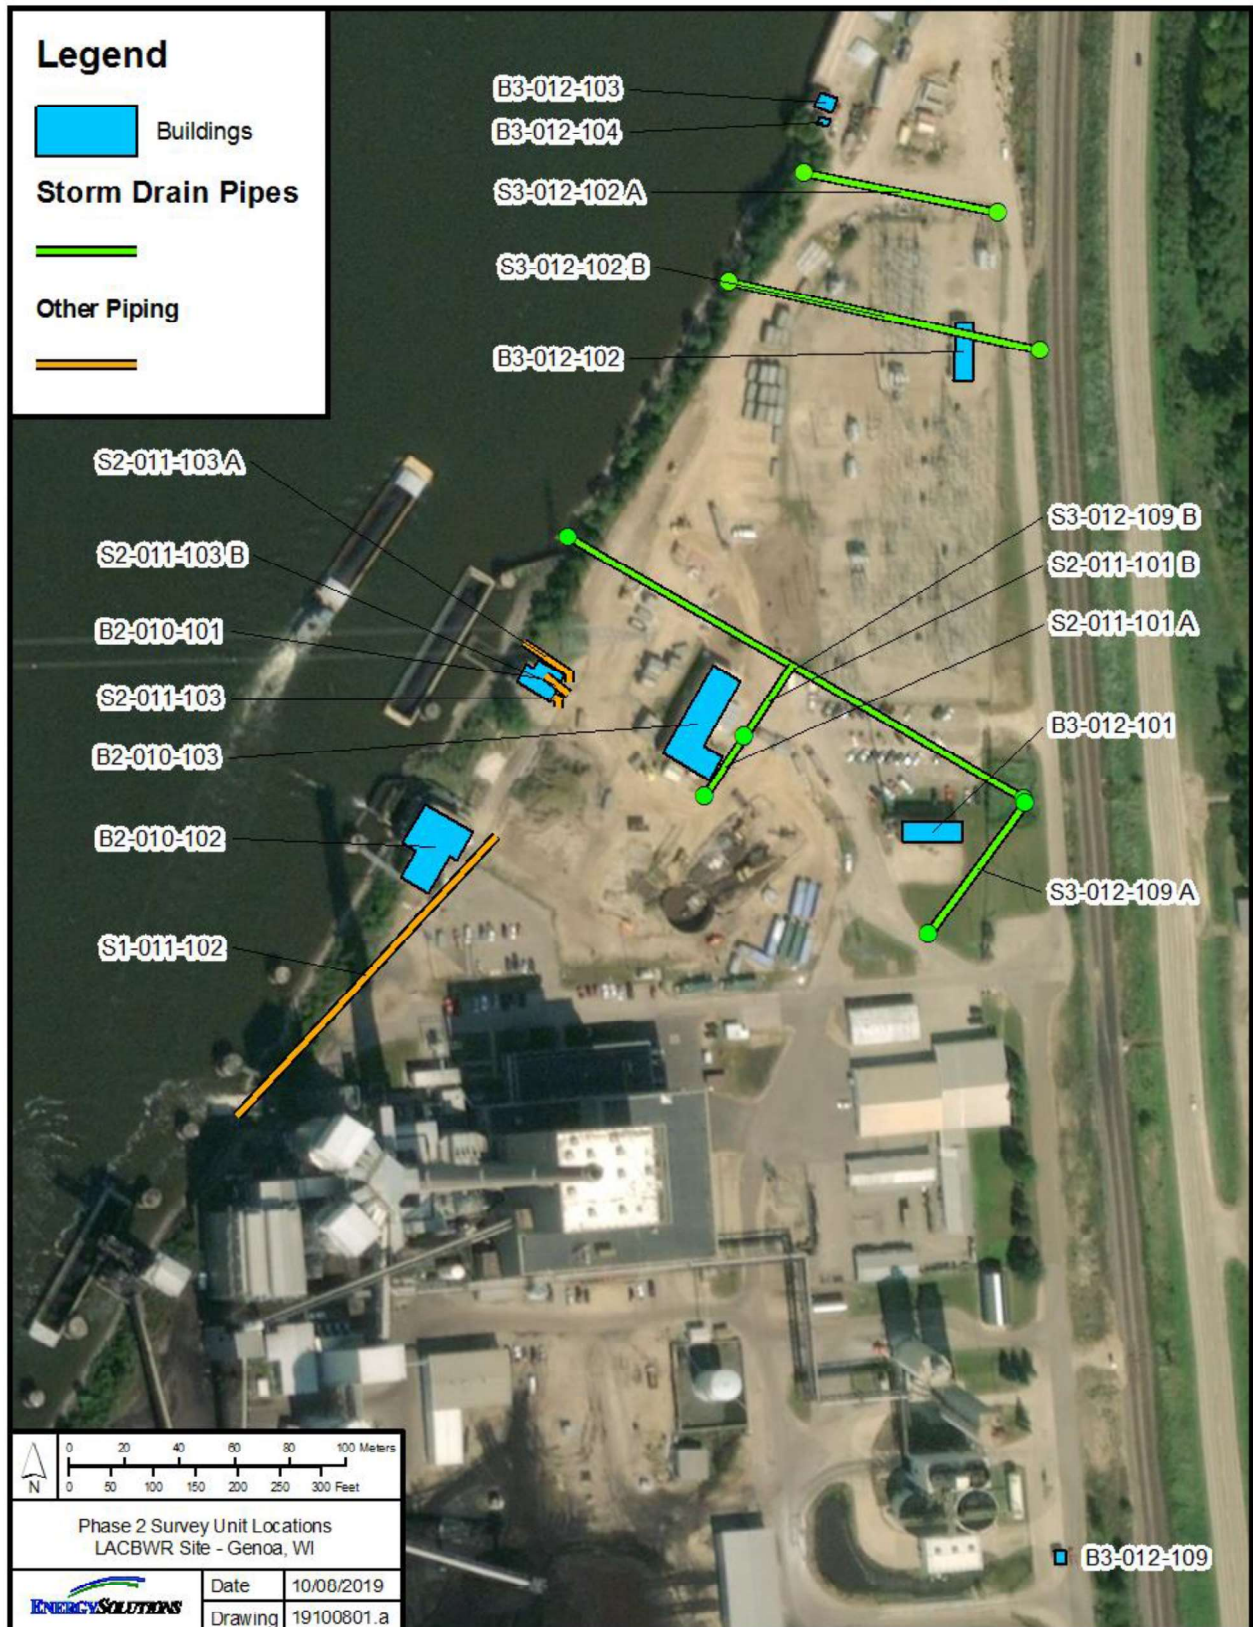 Legend
Buildings
Storm Drain Pipes
Other Piping
B3-012-103
B3-012-104
S3-012-102 A
S3-012-102 B
B3-012-102
S2-011-103 A
S2-011-103 B
B2-010-101
S2-011-103
B2-010-103
B2-010-102
S1-011-102
S3-012-109 B
S2-011-101 B
S2-011-101 A
B3-012-101
S3-012-109 A
B3-012-109
N
0 20 40 60 80 100 Meters
0 50 100 150 200 250 300 Feet
Phase 2 Survey Unit Locations
LACBWR Site - Genoa, WI
ENERGYSOLUTIONS
Date 10/08/2019
Drawing 19100801.a